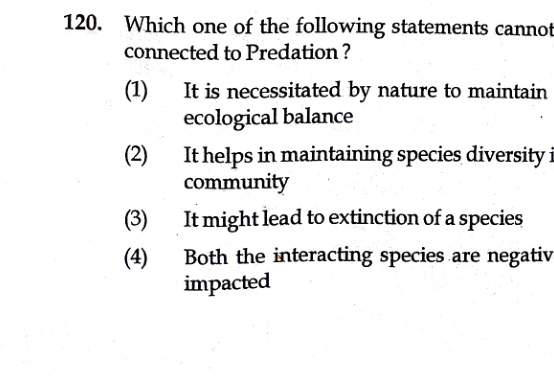 120. Which one of the following statements cannot
connected to Predation ?
(1) It is necessitated by nature to maintain
ecological balance
(2) It helps in maintaining species diversity i
community
(3) It might lead to extinction of a species
(4) Both the interacting species are negativ
impacted